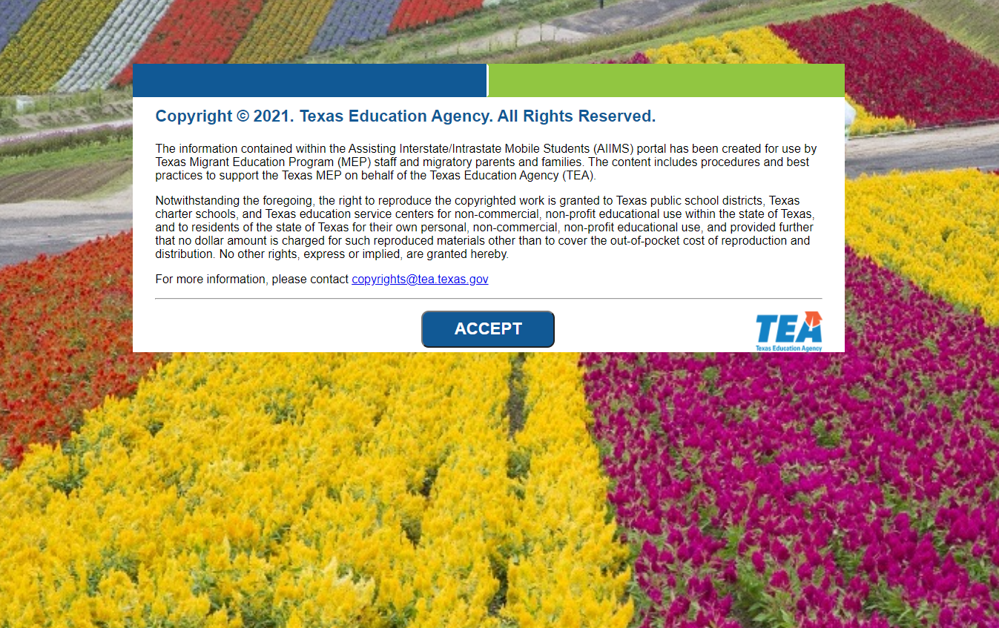 Copyright © 2021. Texas Education Agency. All Rights Reserved.
The information contained within the Assisting Interstate/Intrastate Mobile Students (AIIMS) portal has been created for use by
Texas Migrant Education Program (MEP) staff and migratory parents and families. The content includes procedures and best
practices to support the Texas MEP on behalf of the Texas Education Agency (TEA).
Notwithstanding the foregoing, the right to reproduce the copyrighted work is granted to Texas public school districts, Texas
charter schools, and Texas education service centers for non-commercial, non-profit educational use within the state of Texas,
and to residents of the state of Texas for their own personal, non-commercial, non-profit educational use, and provided further
that no dollar amount is charged for such reproduced materials other than to cover the out-of-pocket cost of reproduction and
distribution. No other rights, express or implied, are granted hereby.
For more information, please contact copyrights@tea.texas.gov
ACCEPT
TEA
Texas Education Agency